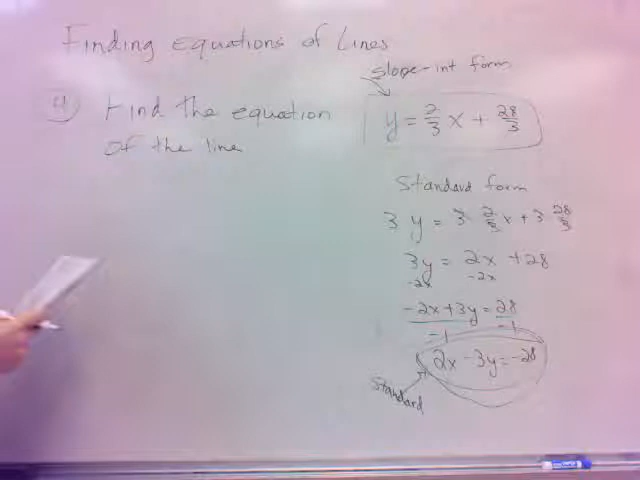 Finding Equations of Lines
4 Find the equation
of the line
slope-int form
y = 2/3 x + 28/3
Standard form
3 y = 3 2/3 x + 3 28/3
3y = 2x + 28
-2x -2x
-2x + 3y = 28
-1 -1
2x - 3y = -28
Standard